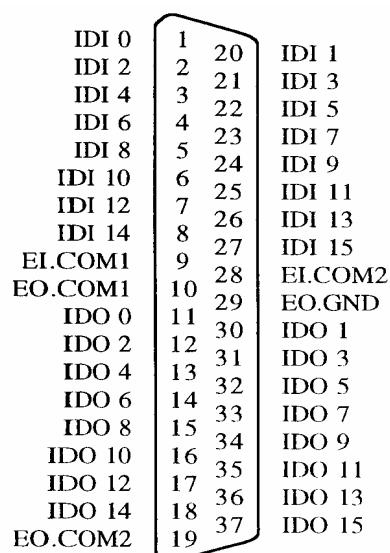 IDI 0 1
20 IDI 1
IDI 2 2
21 IDI 3
IDI 4 3
22 IDI 5
IDI 6 4
23 IDI 7
IDI 8 5
24 IDI 9
IDI 10 6
25 IDI 11
IDI 12 7
26 IDI 13
IDI 14 8
27 IDI 15
EI.COM1 9
28 EI.COM2
EO.COM1 10
29 EO.GND
IDO 0 11
30 IDO 1
IDO 2 12
31 IDO 3
IDO 4 13
32 IDO 5
IDO 6 14
33 IDO 7
IDO 8 15
34 IDO 9
IDO 10 16
35 IDO 11
IDO 12 17
36 IDO 13
IDO 14 18
37 IDO 15
EO.COM2 19